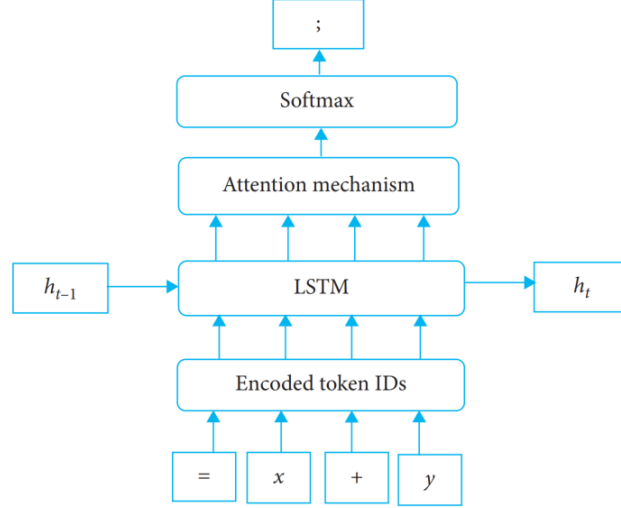 ;
Softmax
Attention mechanism
h_{t–1}
LSTM
h_t
Encoded token IDs
= x + y